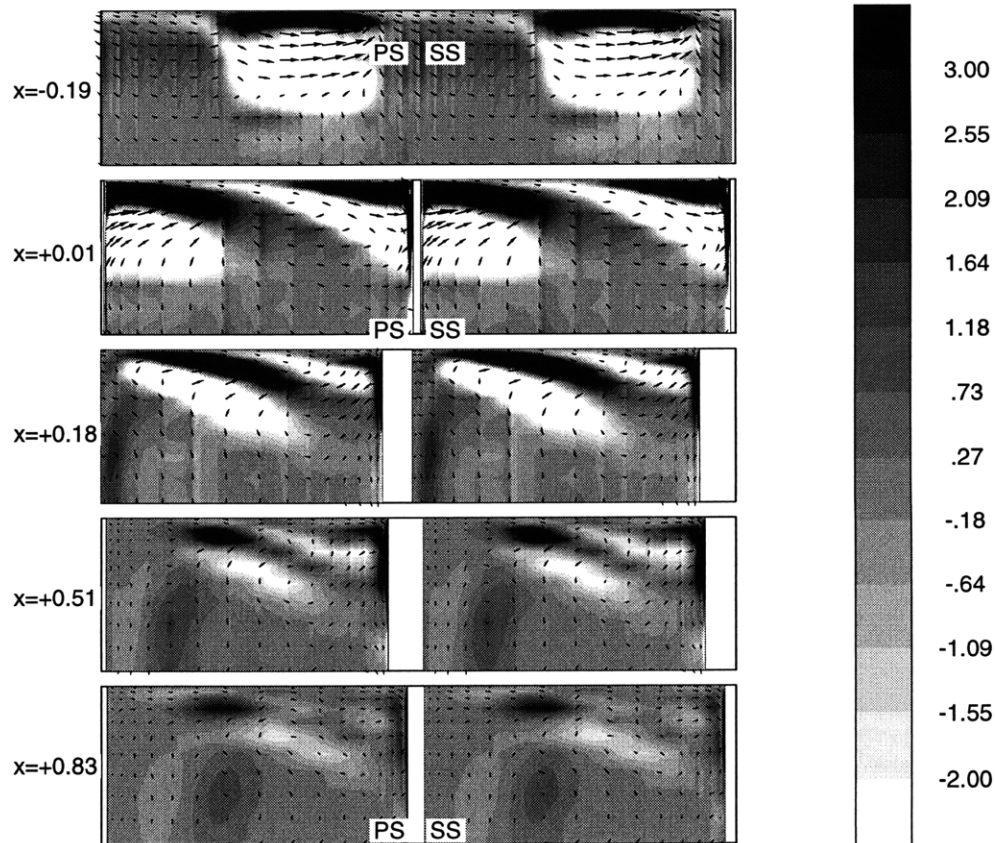 PS SS
x=-0.19
x=+0.01
PS SS
x=+0.18
x=+0.51
x=+0.83
PS SS
3.00
2.55
2.09
1.64
1.18
.73
.27
-.18
-.64
-1.09
-1.55
-2.00